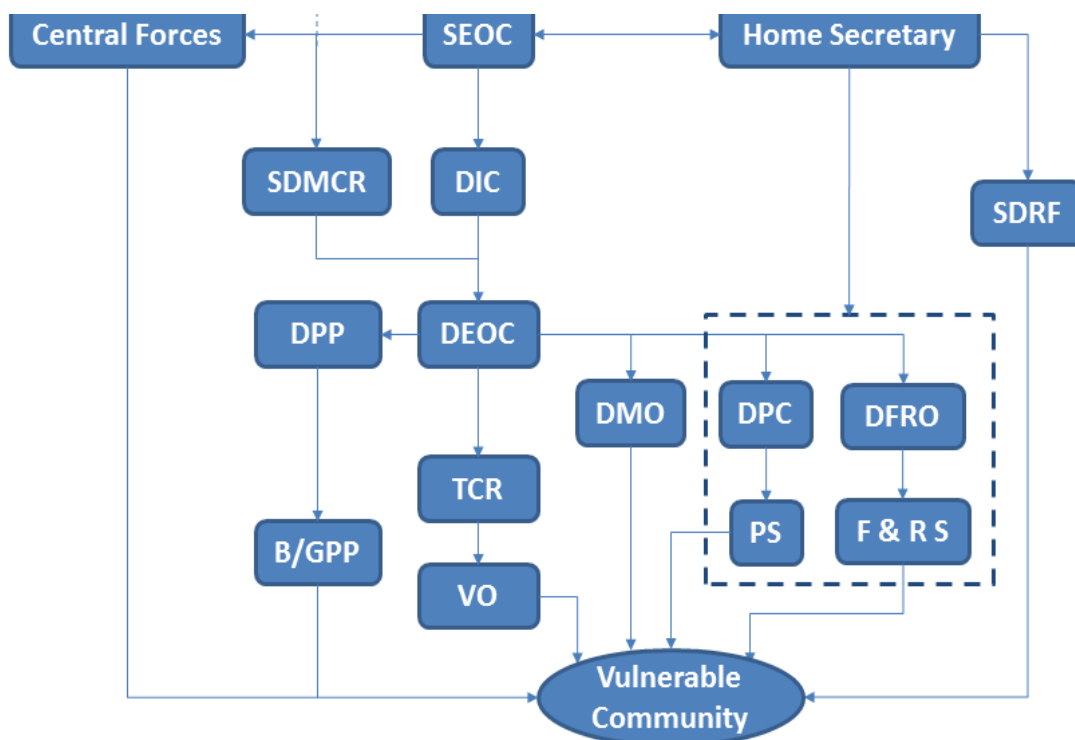 Central Forces
SEOC
Home Secretary
SDMCR
DIC
SDRF
DPP
DEOC
DMO
DPC
DFRO
TCR
PS
F & R S
B/GPP
VO
Vulnerable
Community